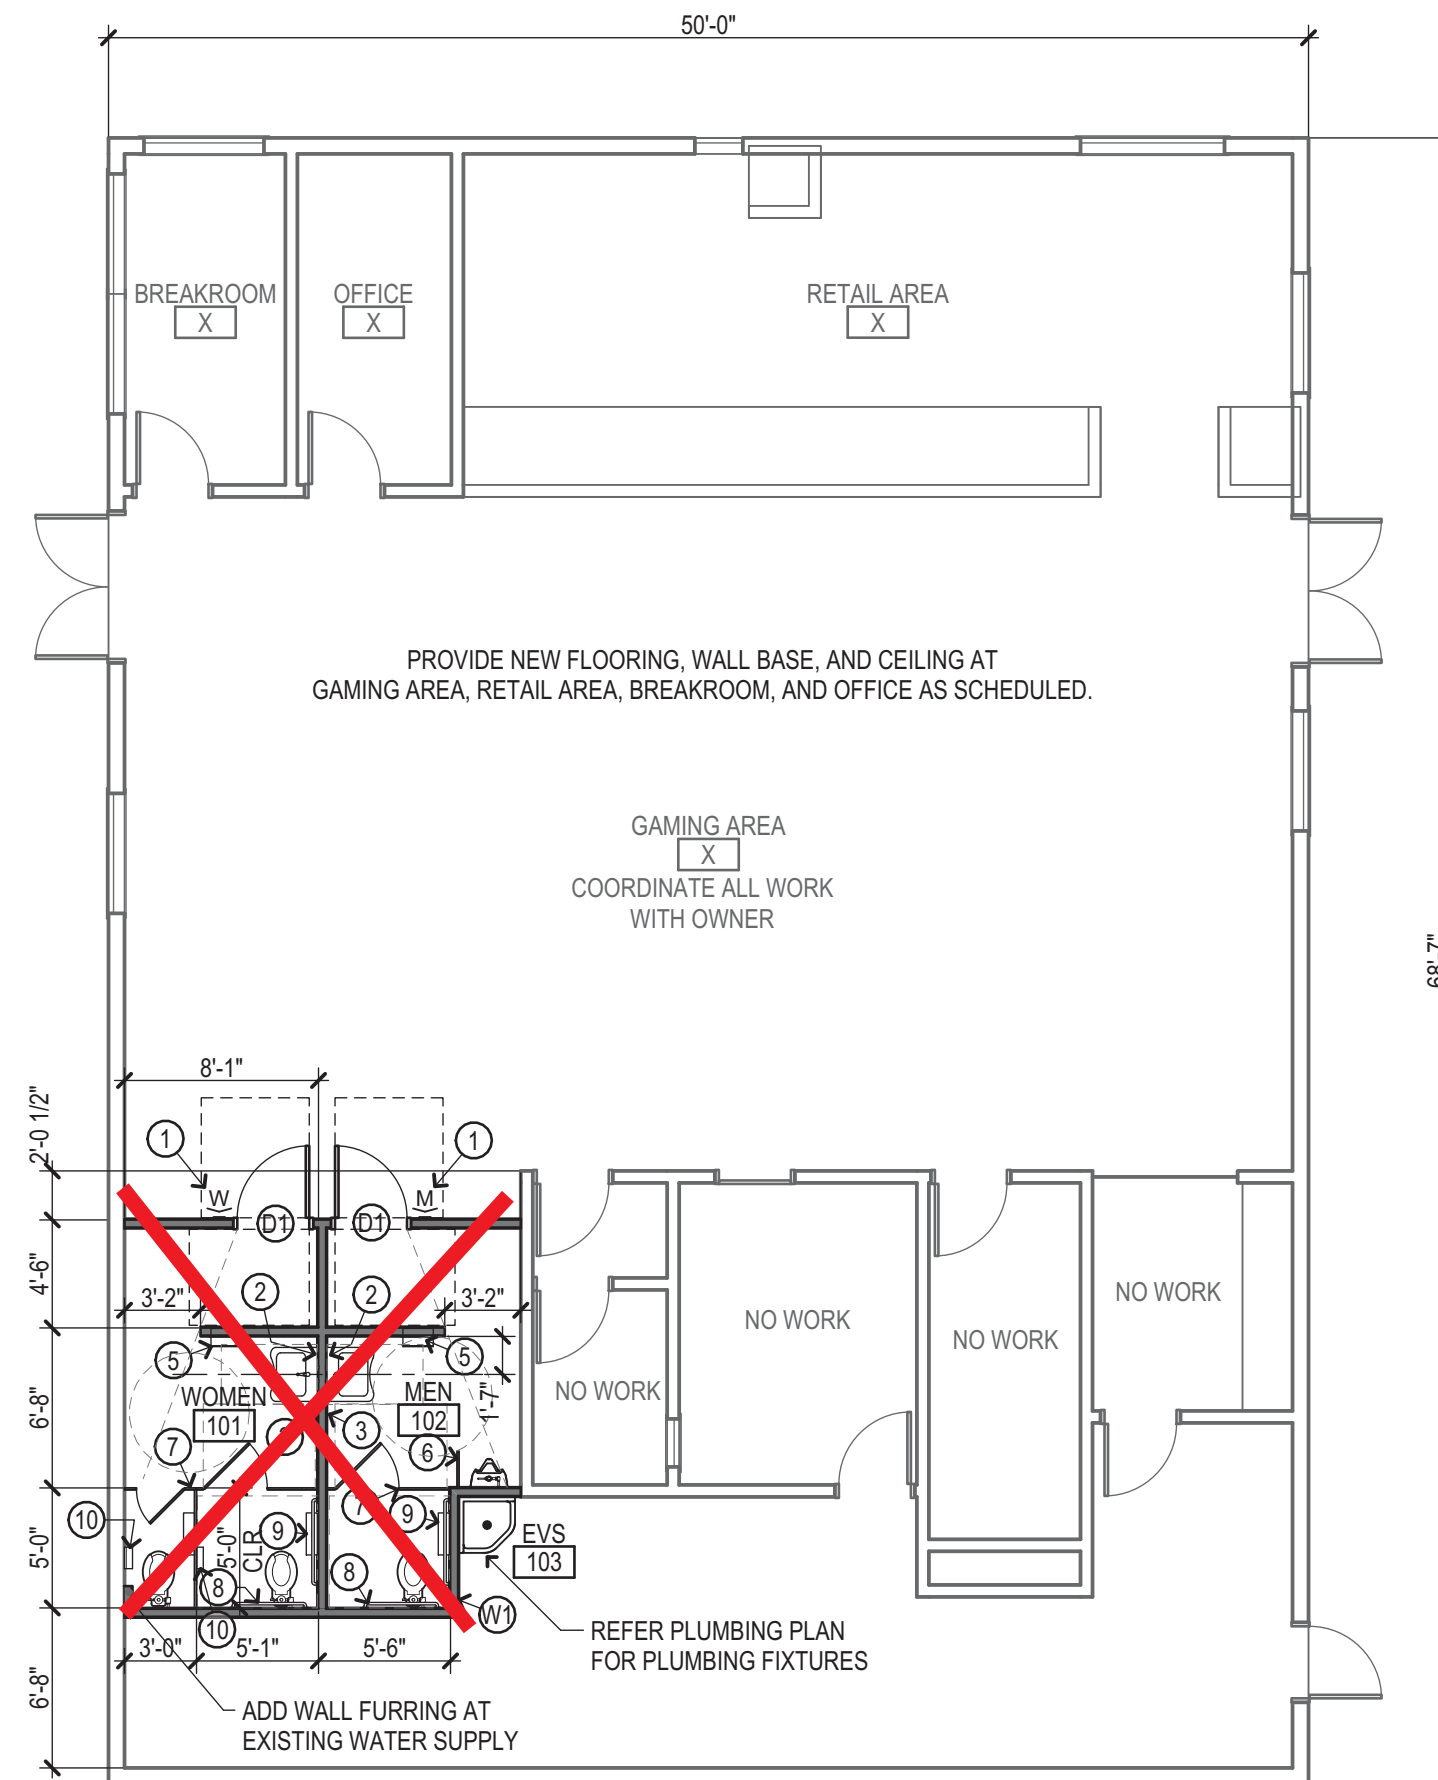 50'-0"
BREAKROOM
X
OFFICE
X
RETAIL AREA
X
PROVIDE NEW FLOORING, WALL BASE, AND CEILING AT
GAMING AREA, RETAIL AREA, BREAKROOM, AND OFFICE AS SCHEDULED.
GAMING AREA
X
COORDINATE ALL WORK
WITH OWNER
68'-7"
8'-1"
2'-0 1/2"
1
1
W
M
D1
D1
4'-6"
3'-2"
2
2
3'-2"
NO WORK
NO WORK
NO WORK
NO WORK
5
5
WOMEN
101
MEN
102
1'-7"
6'-8"
7
3
6
7
9
9
10
5'-0"
5'-0"
CLR
EVS
103
8
8
10
W1
3'-0"
5'-1"
5'-6"
REFER PLUMBING PLAN
FOR PLUMBING FIXTURES
6'-8"
ADD WALL FURRING AT
EXISTING WATER SUPPLY